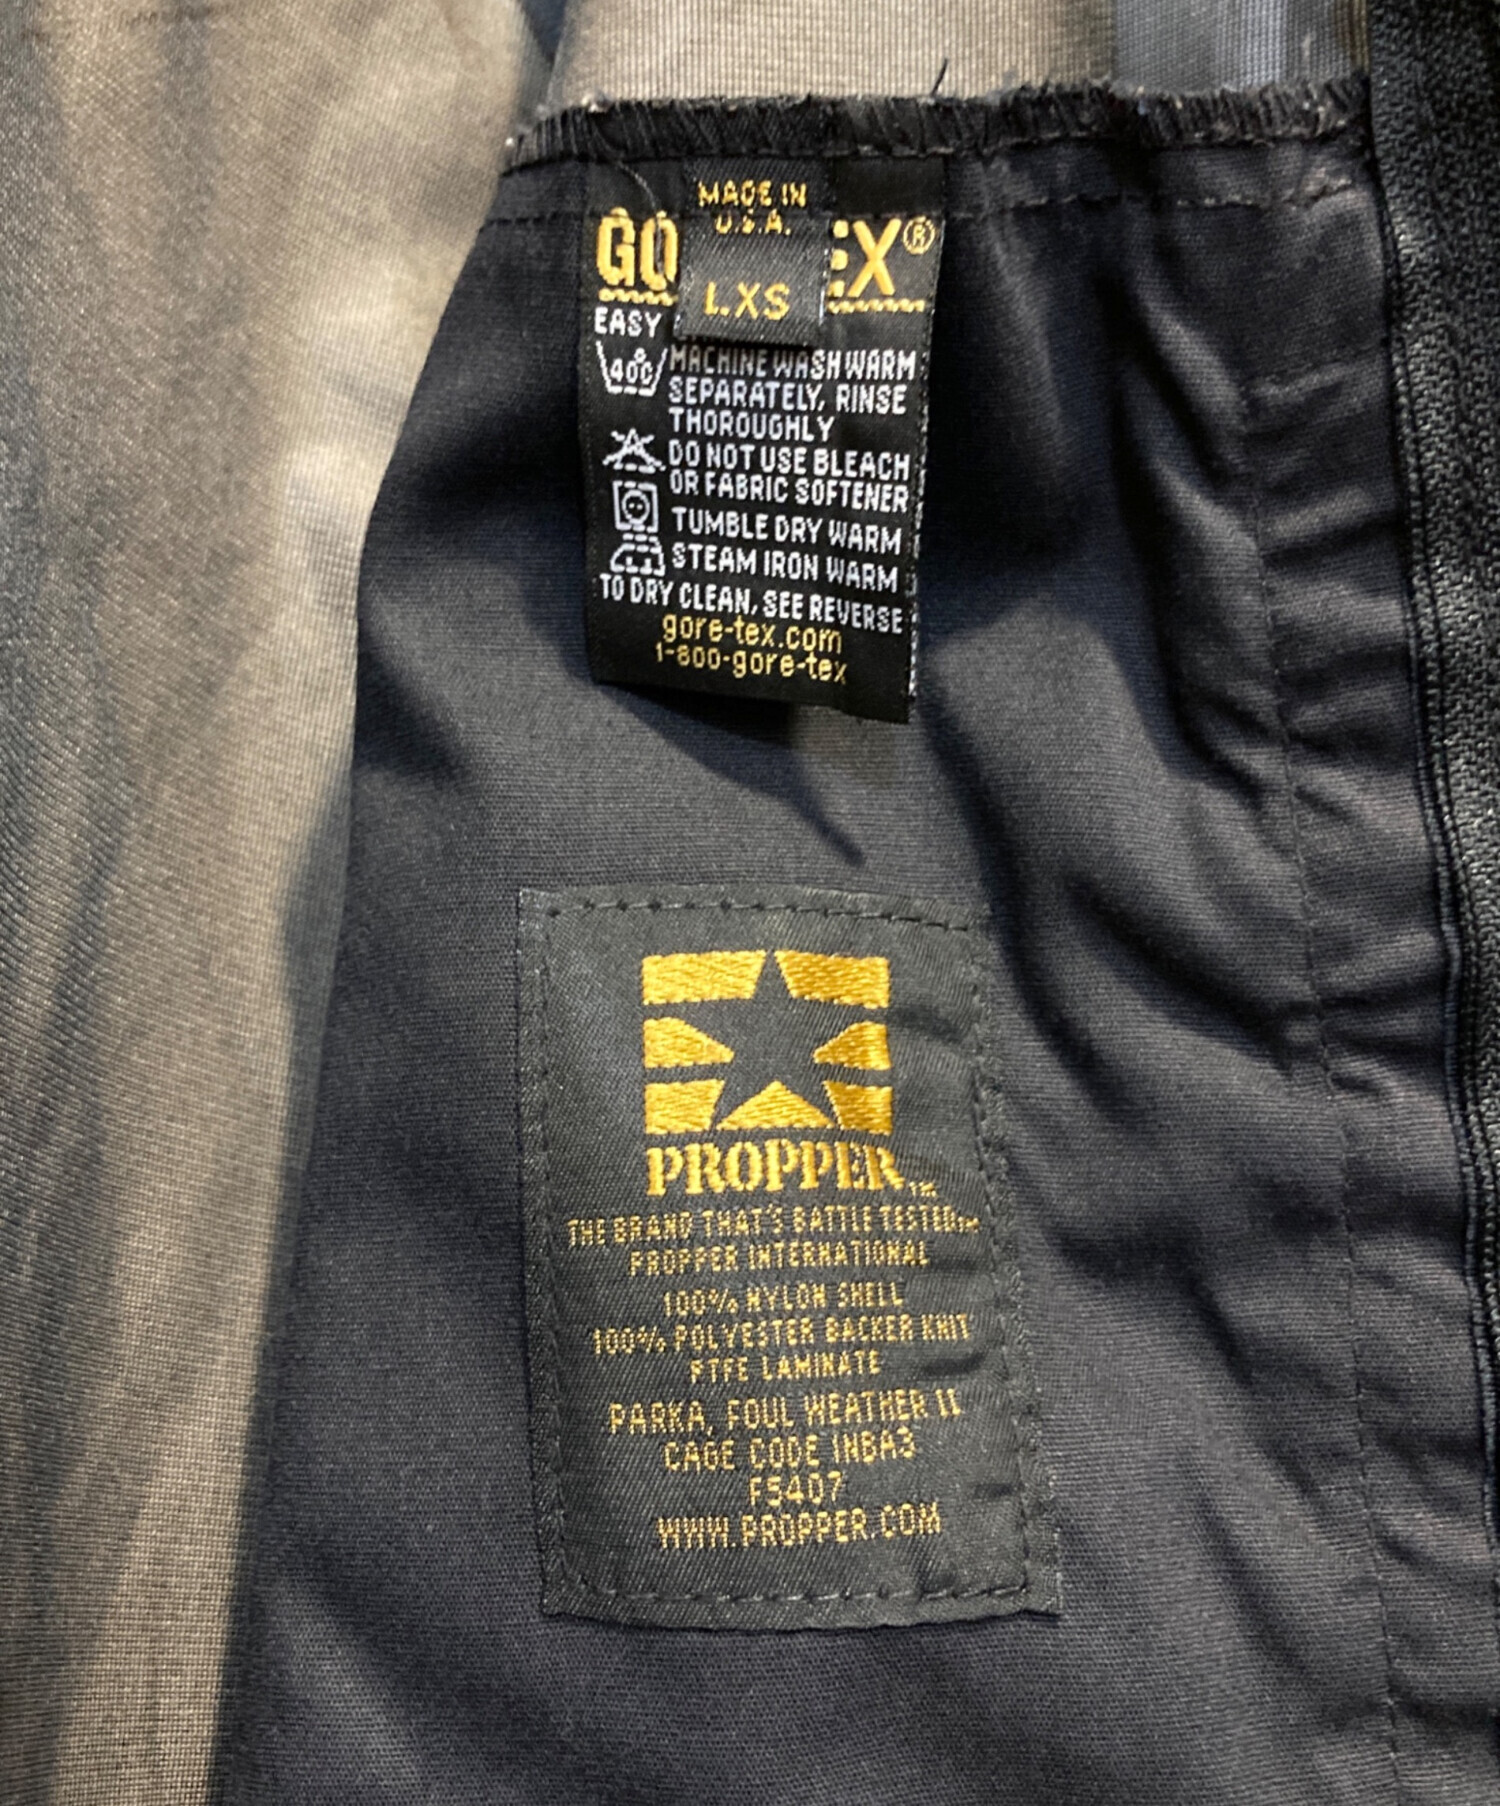 MADE IN
U.S.A.
GO EX®
L.XS
EASY
40C
MACHINE WASH WARM
SEPARATELY, RINSE
THOROUGHLY
DO NOT USE BLEACH
OR FABRIC SOFTENER
TUMBLE DRY WARM
STEAM IRON WARM
TO DRY CLEAN, SEE REVERSE
gore-tex.com
1-800-gore-tex
PROPPER™
THE BRAND THAT'S BATTLE TESTED™
PROPPER INTERNATIONAL
100% NYLON SHELL
100% POLYESTER BACKER KNIT
PTFE LAMINATE
PARKA, FOUL WEATHER II
CAGE CODE 1NBA3
F5407
WWW.PROPPER.COM